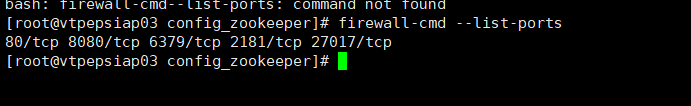 bash: firewall-cmd--list-ports: command not found
[root@vtpepsiap03 config_zookeeper]# firewall-cmd --list-ports
80/tcp 8080/tcp 6379/tcp 2181/tcp 27017/tcp
[root@vtpepsiap03 config_zookeeper]#